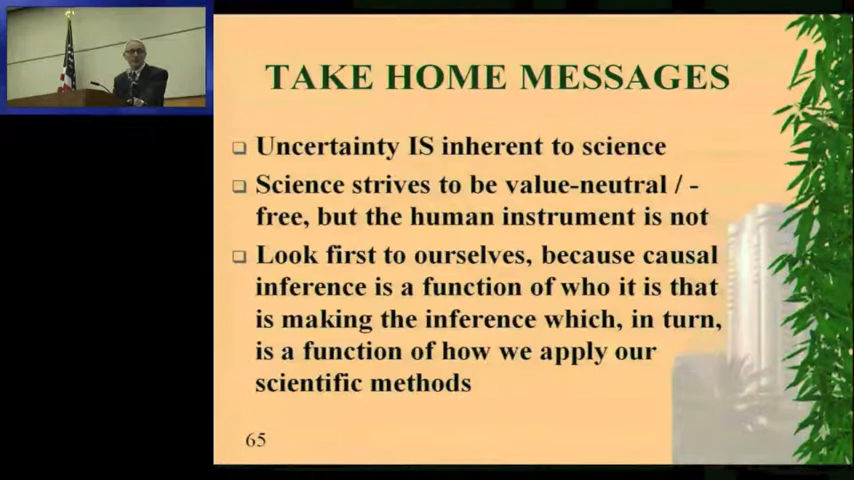 TAKE HOME MESSAGES
Uncertainty IS inherent to science
Science strives to be value-neutral / -
free, but the human instrument is not
Look first to ourselves, because causal
inference is a function of who it is that
is making the inference which, in turn,
is a function of how we apply our
scientific methods
65